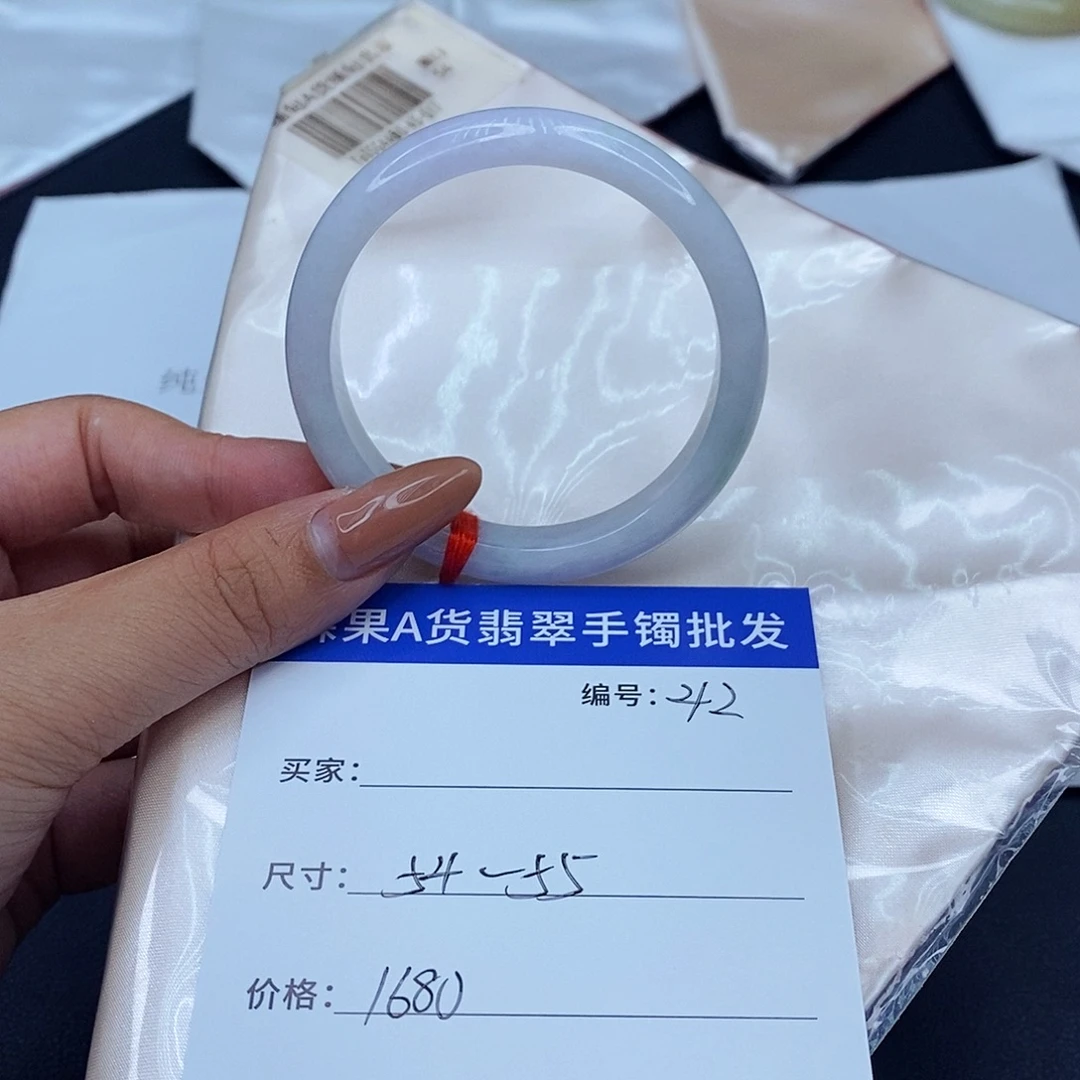 纯
果A货翡翠手镯批发
编号：242
买家：
尺寸：54~55
价格：1680